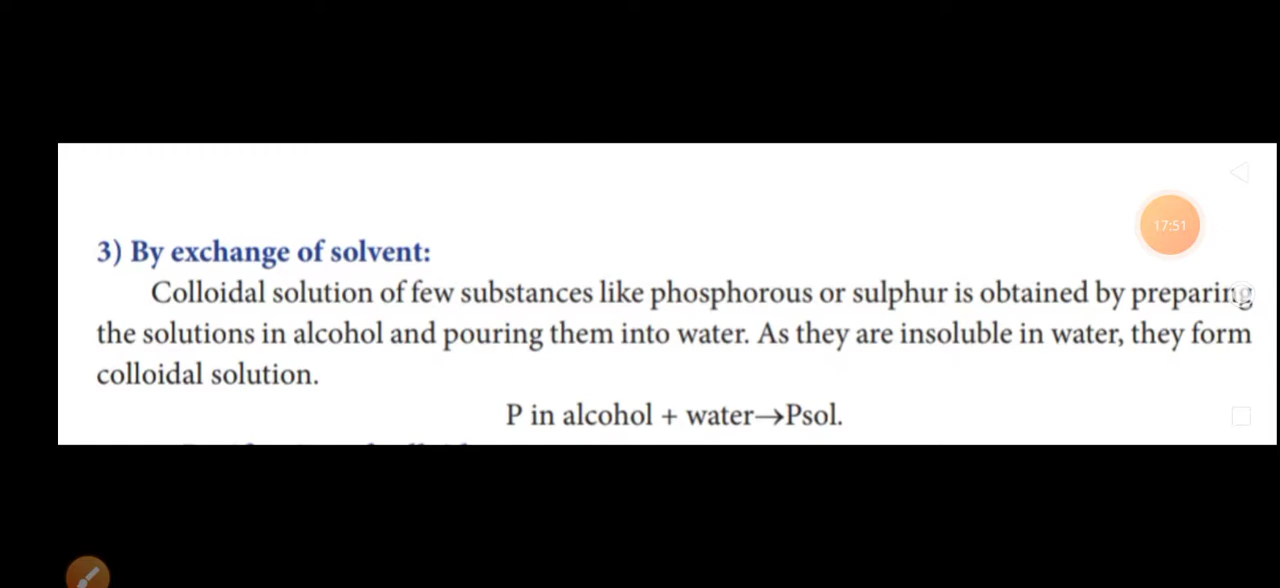 17:51
3) By exchange of solvent:
Colloidal solution of few substances like phosphorous or sulphur is obtained by preparing
the solutions in alcohol and pouring them into water. As they are insoluble in water, they form
colloidal solution.
P in alcohol + water→Psol.